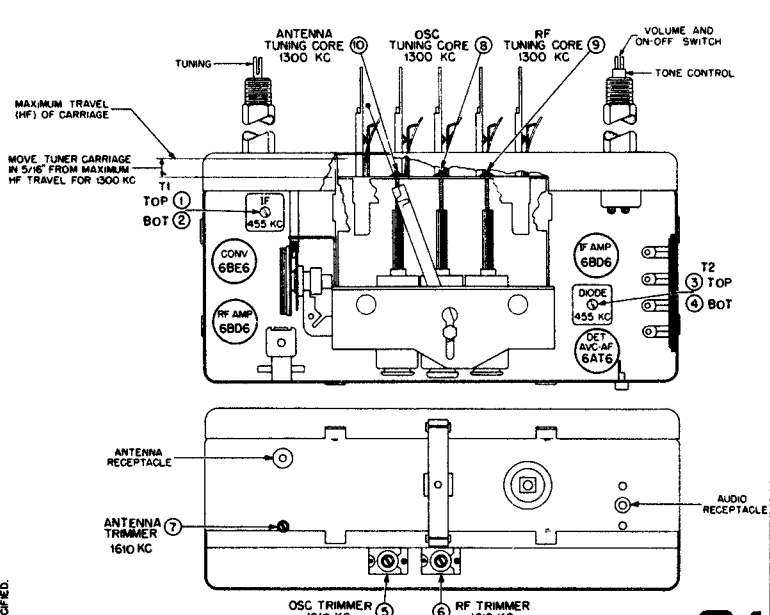 ANTENNA
TUNING CORE ⑩
1300 KC
OSC
TUNING CORE ⑧
1300 KC
RF
TUNING CORE ⑨
1300 KC
VOLUME AND
ON-OFF SWITCH
TUNING
TONE CONTROL
MAXIMUM TRAVEL
(HF) OF CARRIAGE
MOVE TUNER CARRIAGE
IN 5/16" FROM MAXIMUM
HF TRAVEL FOR 1300 KC
T1
TOP ①
BOT ②
IF
455 KC
CONV
6BE6
RF AMP
6BD6
IF AMP
6BD6
T2
③ TOP
④ BOT
DIODE
455 KC
DET
AVC-AF
6AT6
ANTENNA
RECEPTACLE
ANTENNA ⑦
TRIMMER
1610 KC
AUDIO
RECEPTACLE
OSC TRIMMER ⑤
1610 KC
⑥ RF TRIMMER
1610 KC